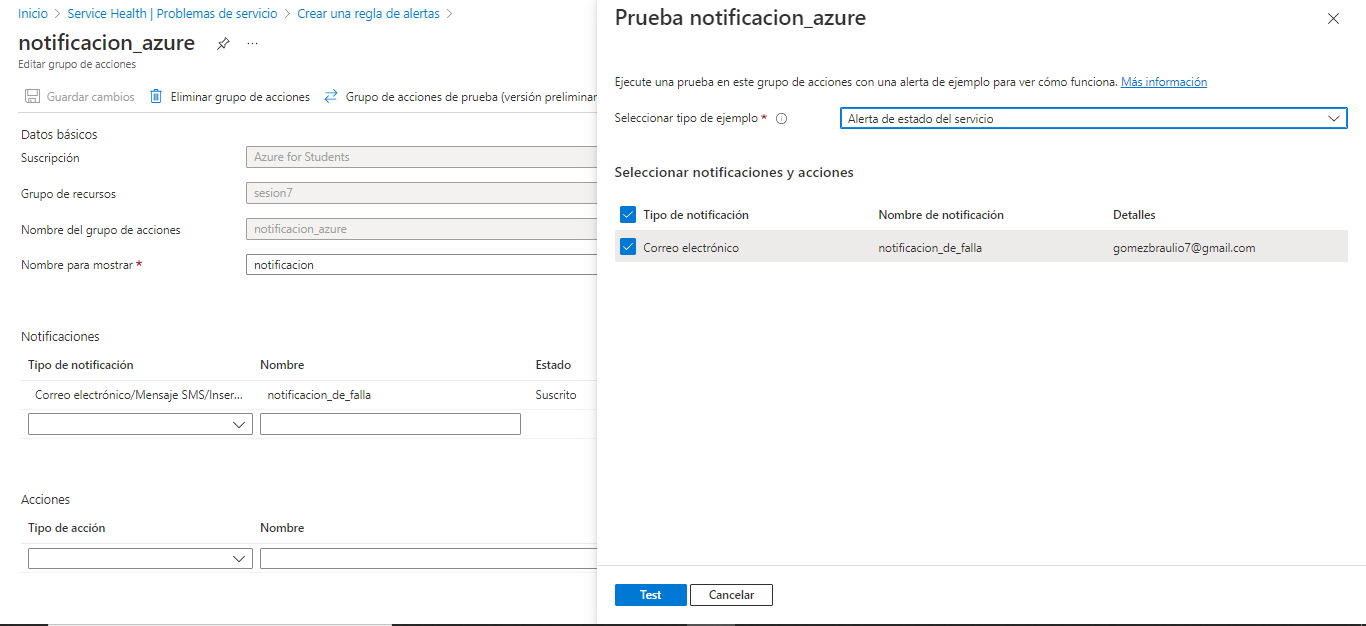 Inicio > Service Health | Problemas de servicio > Crear una regla de alertas >
notificacion_azure ...
Editar grupo de acciones
Guardar cambios Eliminar grupo de acciones Grupo de acciones de prueba (versión preliminar
Datos básicos
Suscripción Azure for Students
Grupo de recursos sesion7
Nombre del grupo de acciones notificacion_azure
Nombre para mostrar * notificacion
Notificaciones
Tipo de notificación Nombre Estado
Correo electrónico/Mensaje SMS/Inser... notificacion_de_falla Suscrito
Acciones
Tipo de acción Nombre
Prueba notificacion_azure
Ejecute una prueba en este grupo de acciones con una alerta de ejemplo para ver cómo funciona. Más información
Seleccionar tipo de ejemplo * Alerta de estado del servicio
Seleccionar notificaciones y acciones
Tipo de notificación Nombre de notificación Detalles
Correo electrónico notificacion_de_falla gomezbraulio7@gmail.com
Test Cancelar